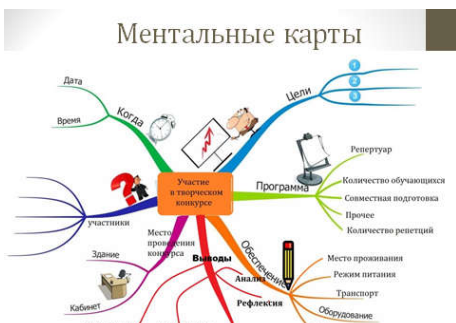 Ментальные карты
Дата
Время
Когда
Цели
1
2
3
Участие
в творческом
конкурсе
Программа
Репертуар
Количество обучающихся
Совместная подготовка
Прочее
Количество репетиций
участники
Место
проведения
конкурса
Здание
Кабинет
Выводы
Анализ
Рефлексия
Обеспечение
Место проживания
Режим питания
Транспорт
Оборудование